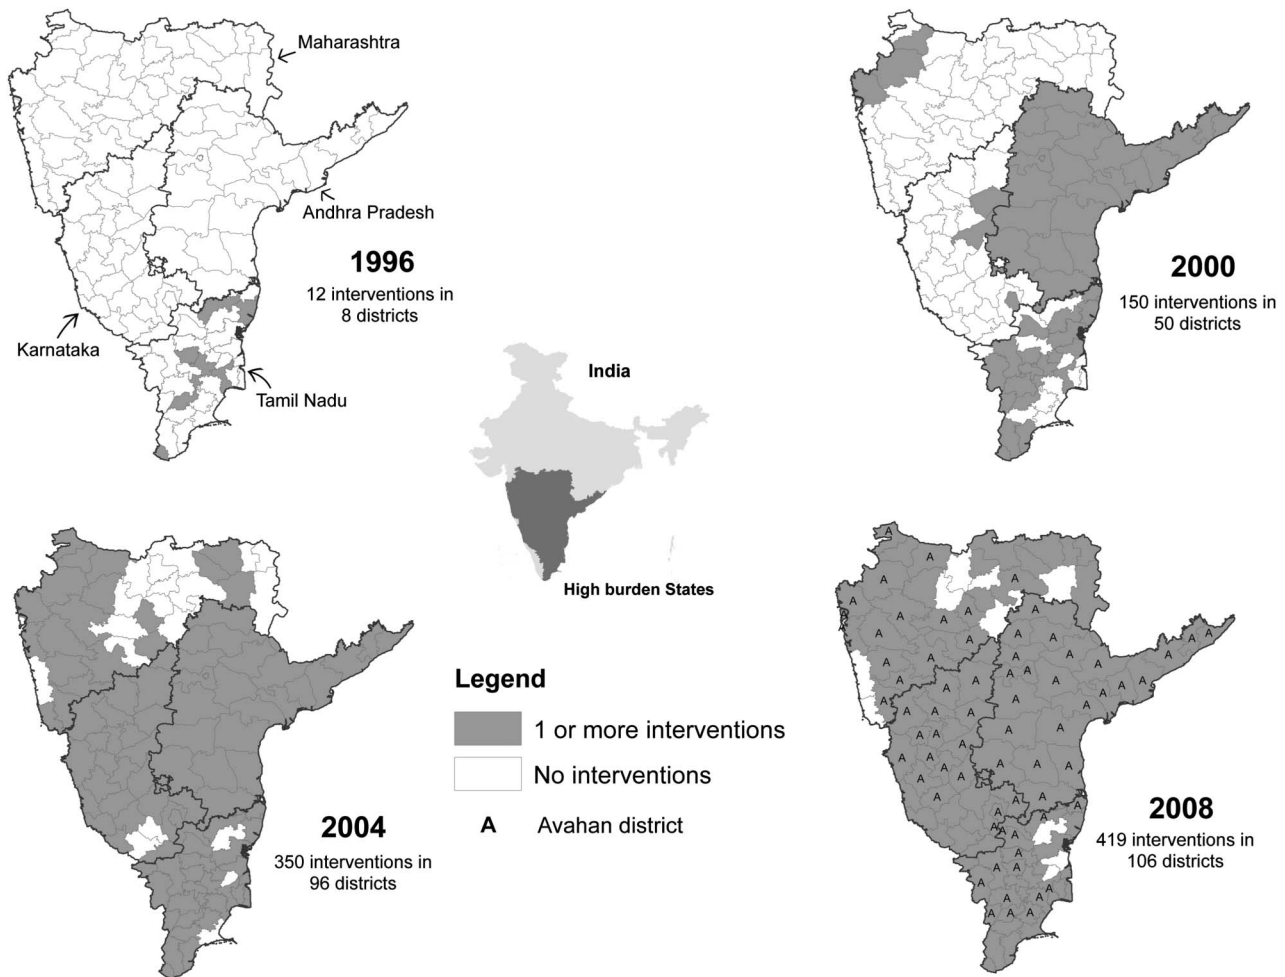 Maharashtra
Andhra Pradesh
1996
12 interventions in
8 districts
Karnataka
Tamil Nadu
2000
150 interventions in
50 districts
India
High burden States
2004
350 interventions in
96 districts
Legend
1 or more interventions
No interventions
A Avahan district
2008
419 interventions in
106 districts